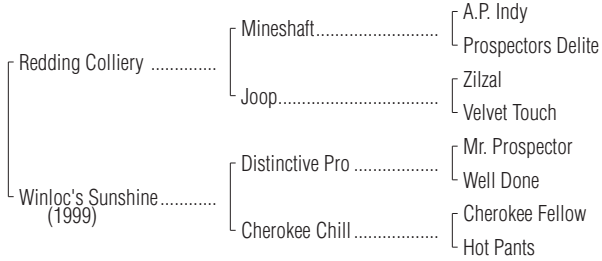 A.P. Indy
Mineshaft..............................
Prospectors Delite
Redding Colliery ..............
Zilzal
Joop.......................................
Velvet Touch
Mr. Prospector
Distinctive Pro ....................
Well Done
Winloc's Sunshine............
(1999)
Cherokee Fellow
Cherokee Chill....................
Hot Pants